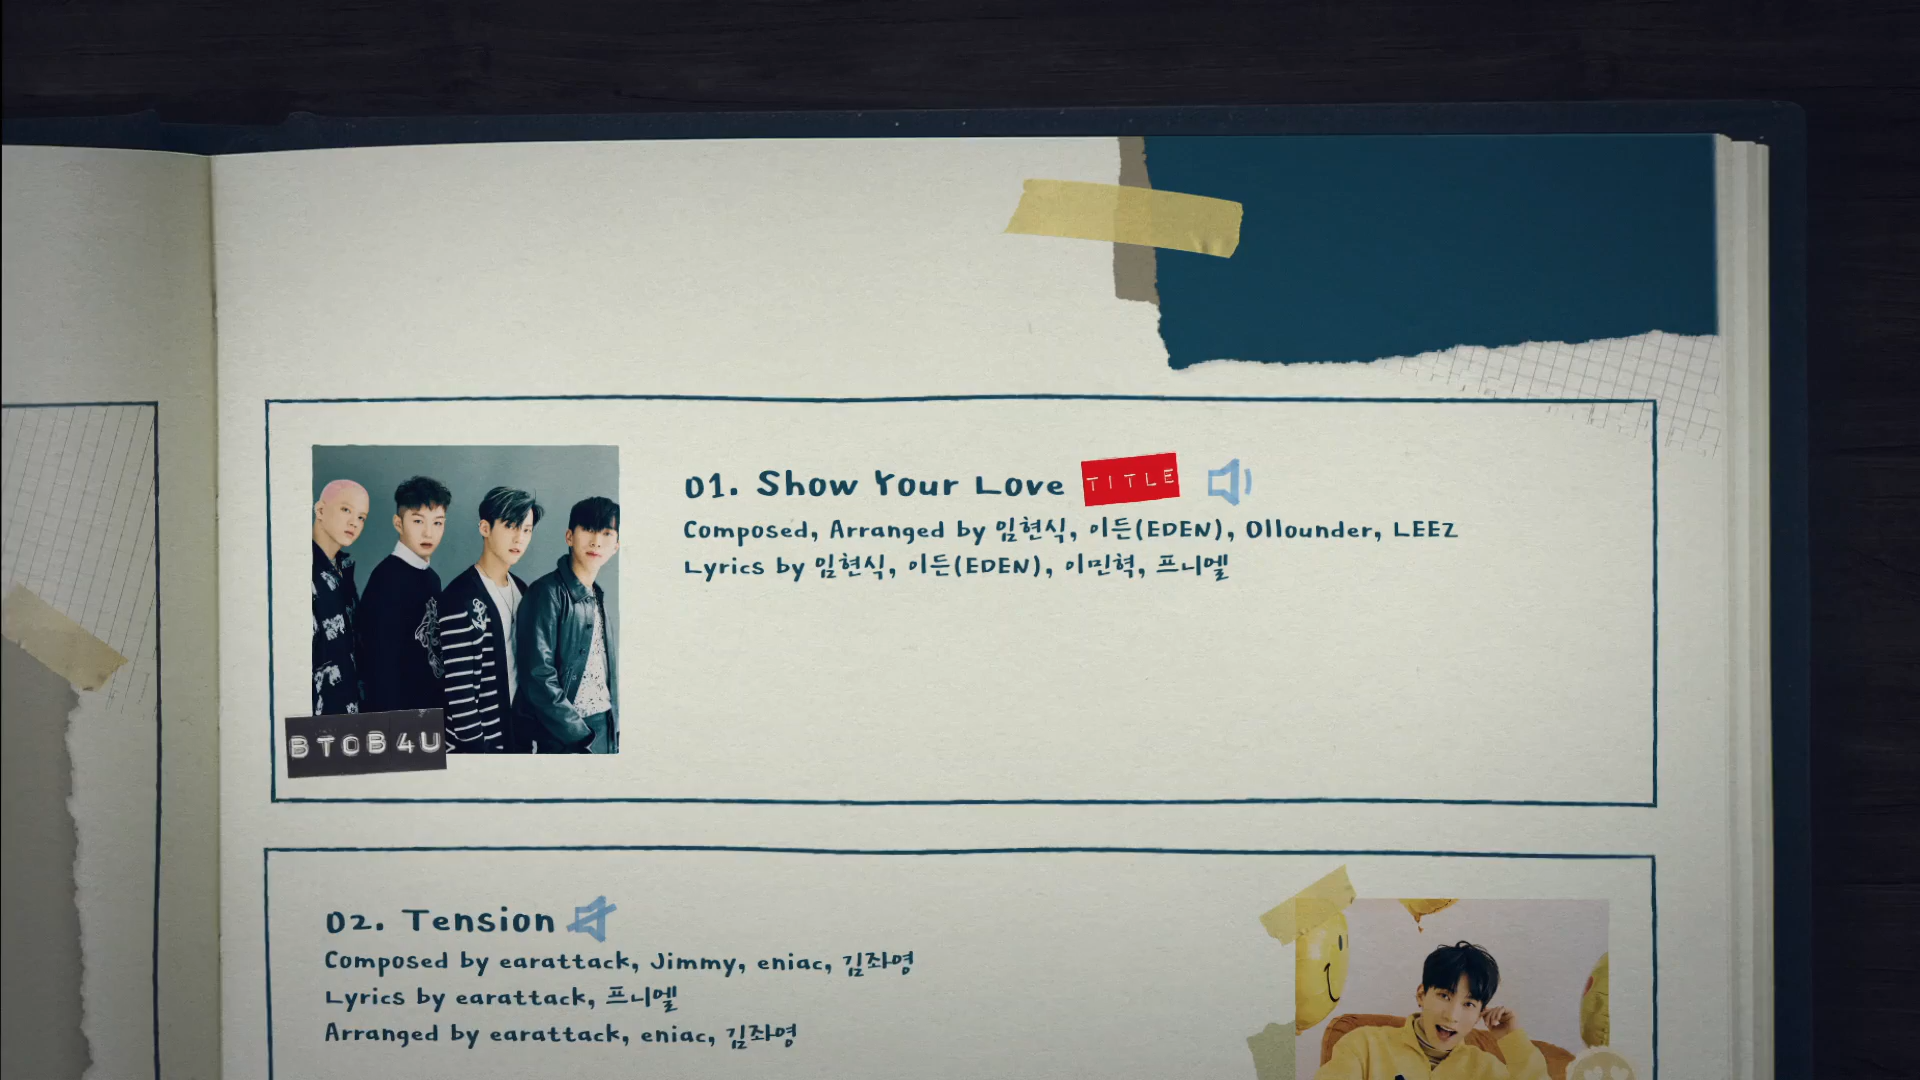 01. Show Your Love TITLE
Composed, Arranged by 임현식, 이든(EDEN), Ollounder, LEEZ
Lyrics by 임현식, 이든(EDEN), 이민혁, 프니엘
BTOB4U
02. Tension
Composed by earattack, Jimmy, eniac, 김좌영
Lyrics by earattack, 프니엘
Arranged by earattack, eniac, 김좌영